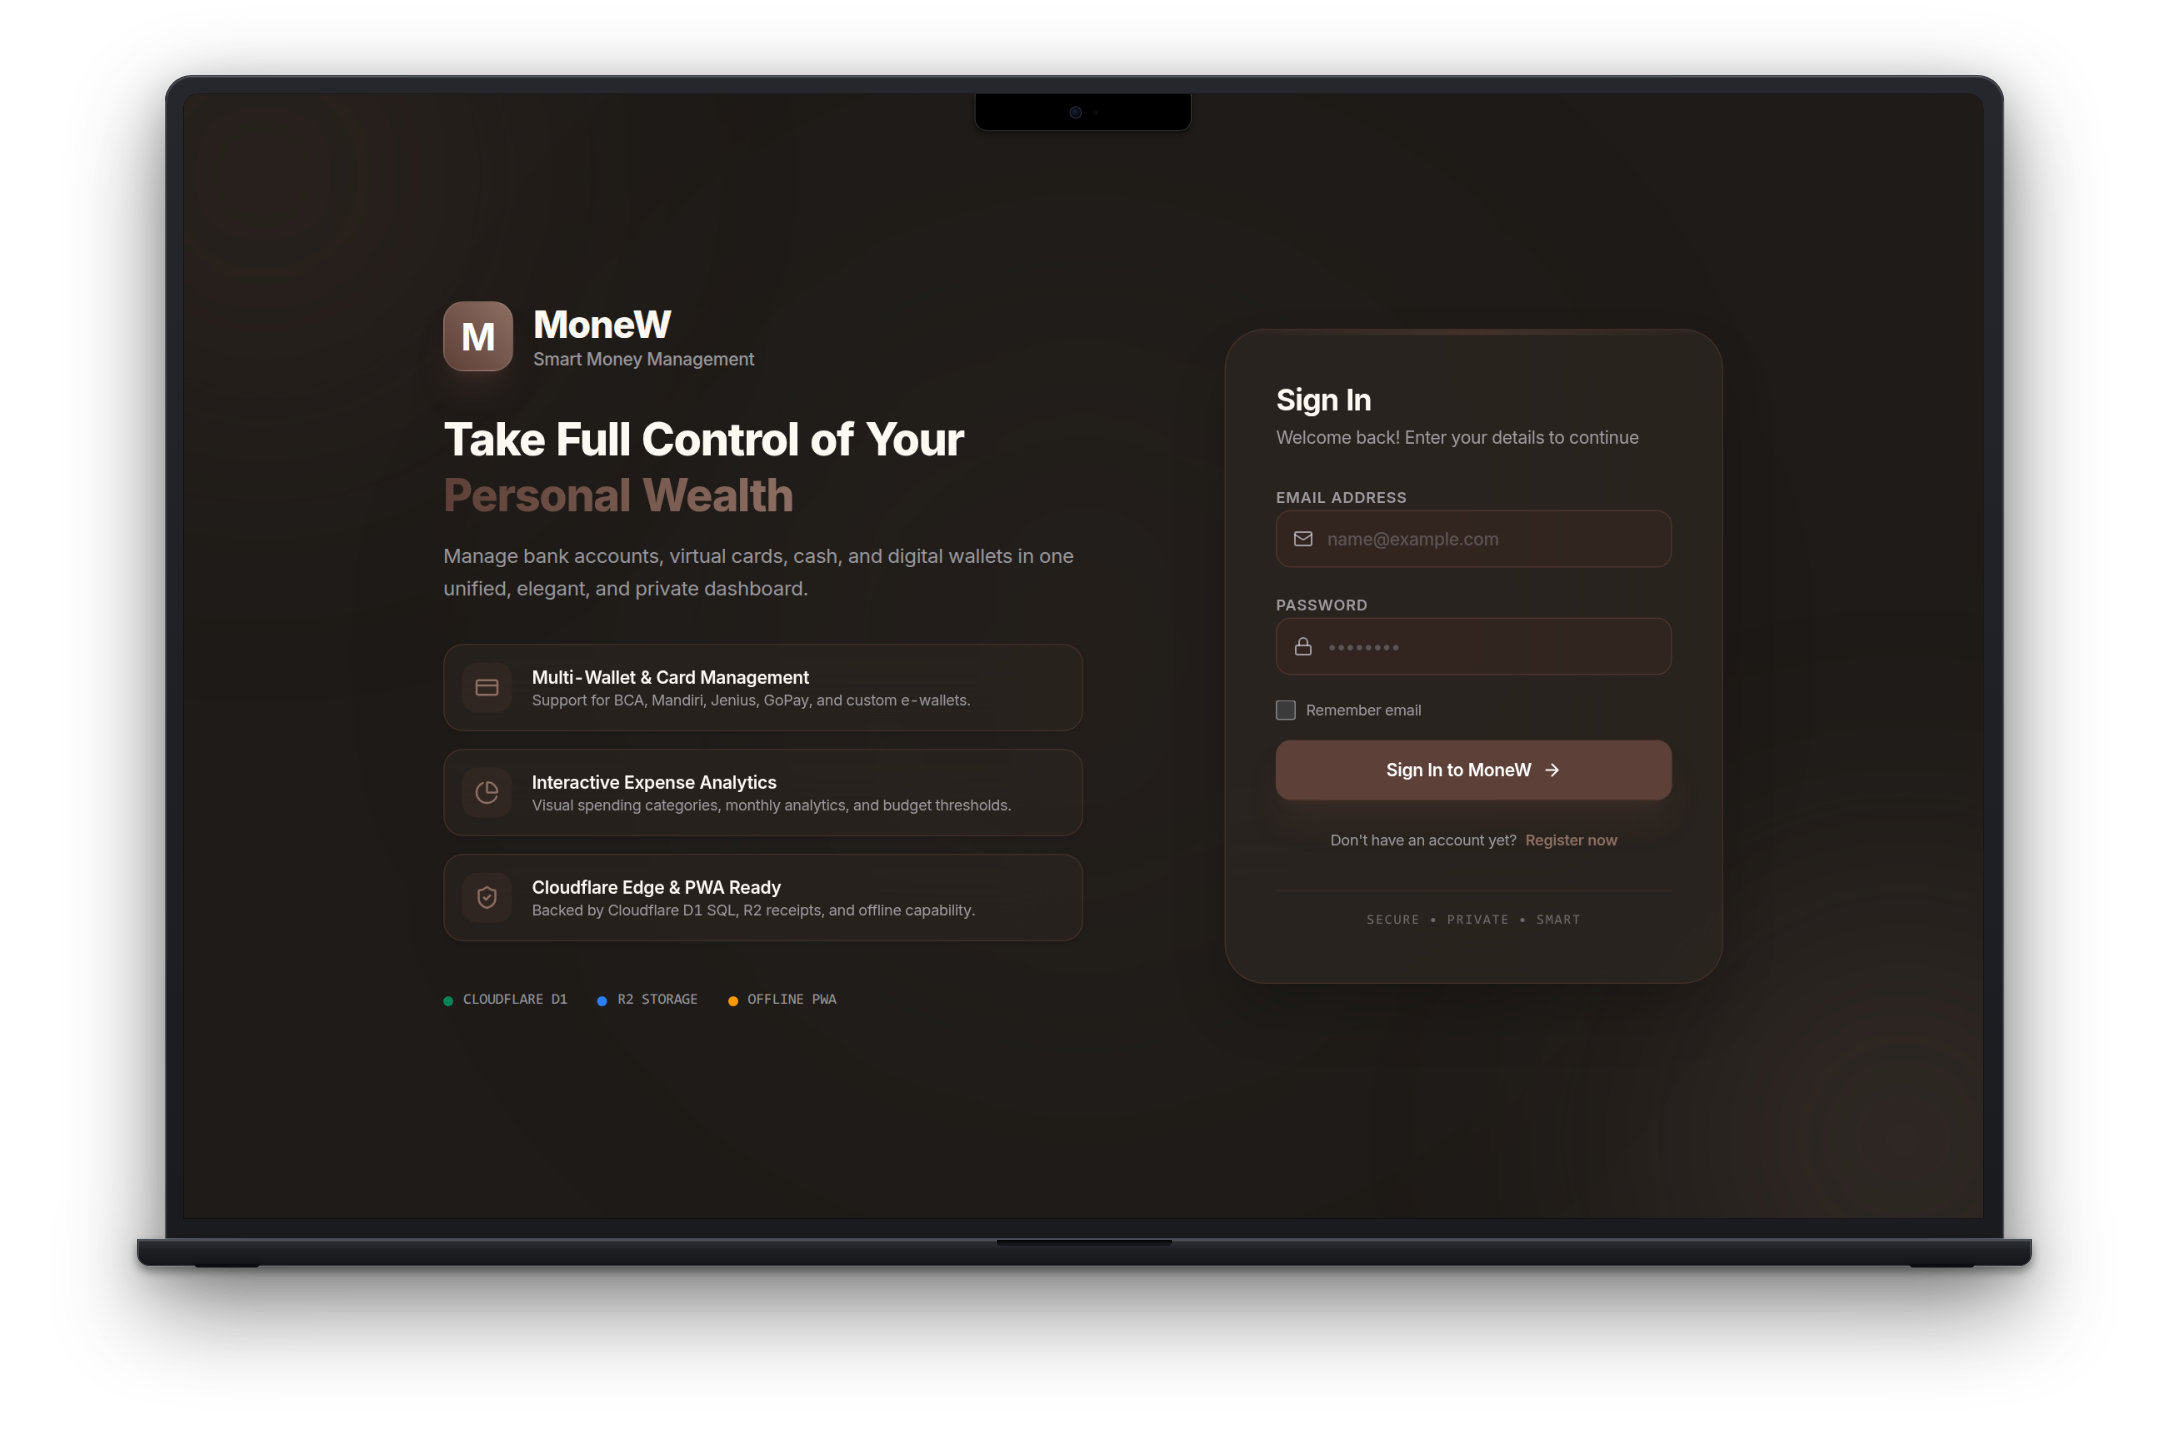 M
MoneW
Smart Money Management
Take Full Control of Your
Personal Wealth
Manage bank accounts, virtual cards, cash, and digital wallets in one
unified, elegant, and private dashboard.
Multi-Wallet & Card Management
Support for BCA, Mandiri, Jenius, GoPay, and custom e-wallets.
Interactive Expense Analytics
Visual spending categories, monthly analytics, and budget thresholds.
Cloudflare Edge & PWA Ready
Backed by Cloudflare D1 SQL, R2 receipts, and offline capability.
CLOUDFLARE D1
R2 STORAGE
OFFLINE PWA
Sign In
Welcome back! Enter your details to continue
EMAIL ADDRESS
name@example.com
PASSWORD
••••••••
Remember email
Sign In to MoneW →
Don't have an account yet? Register now
SECURE • PRIVATE • SMART